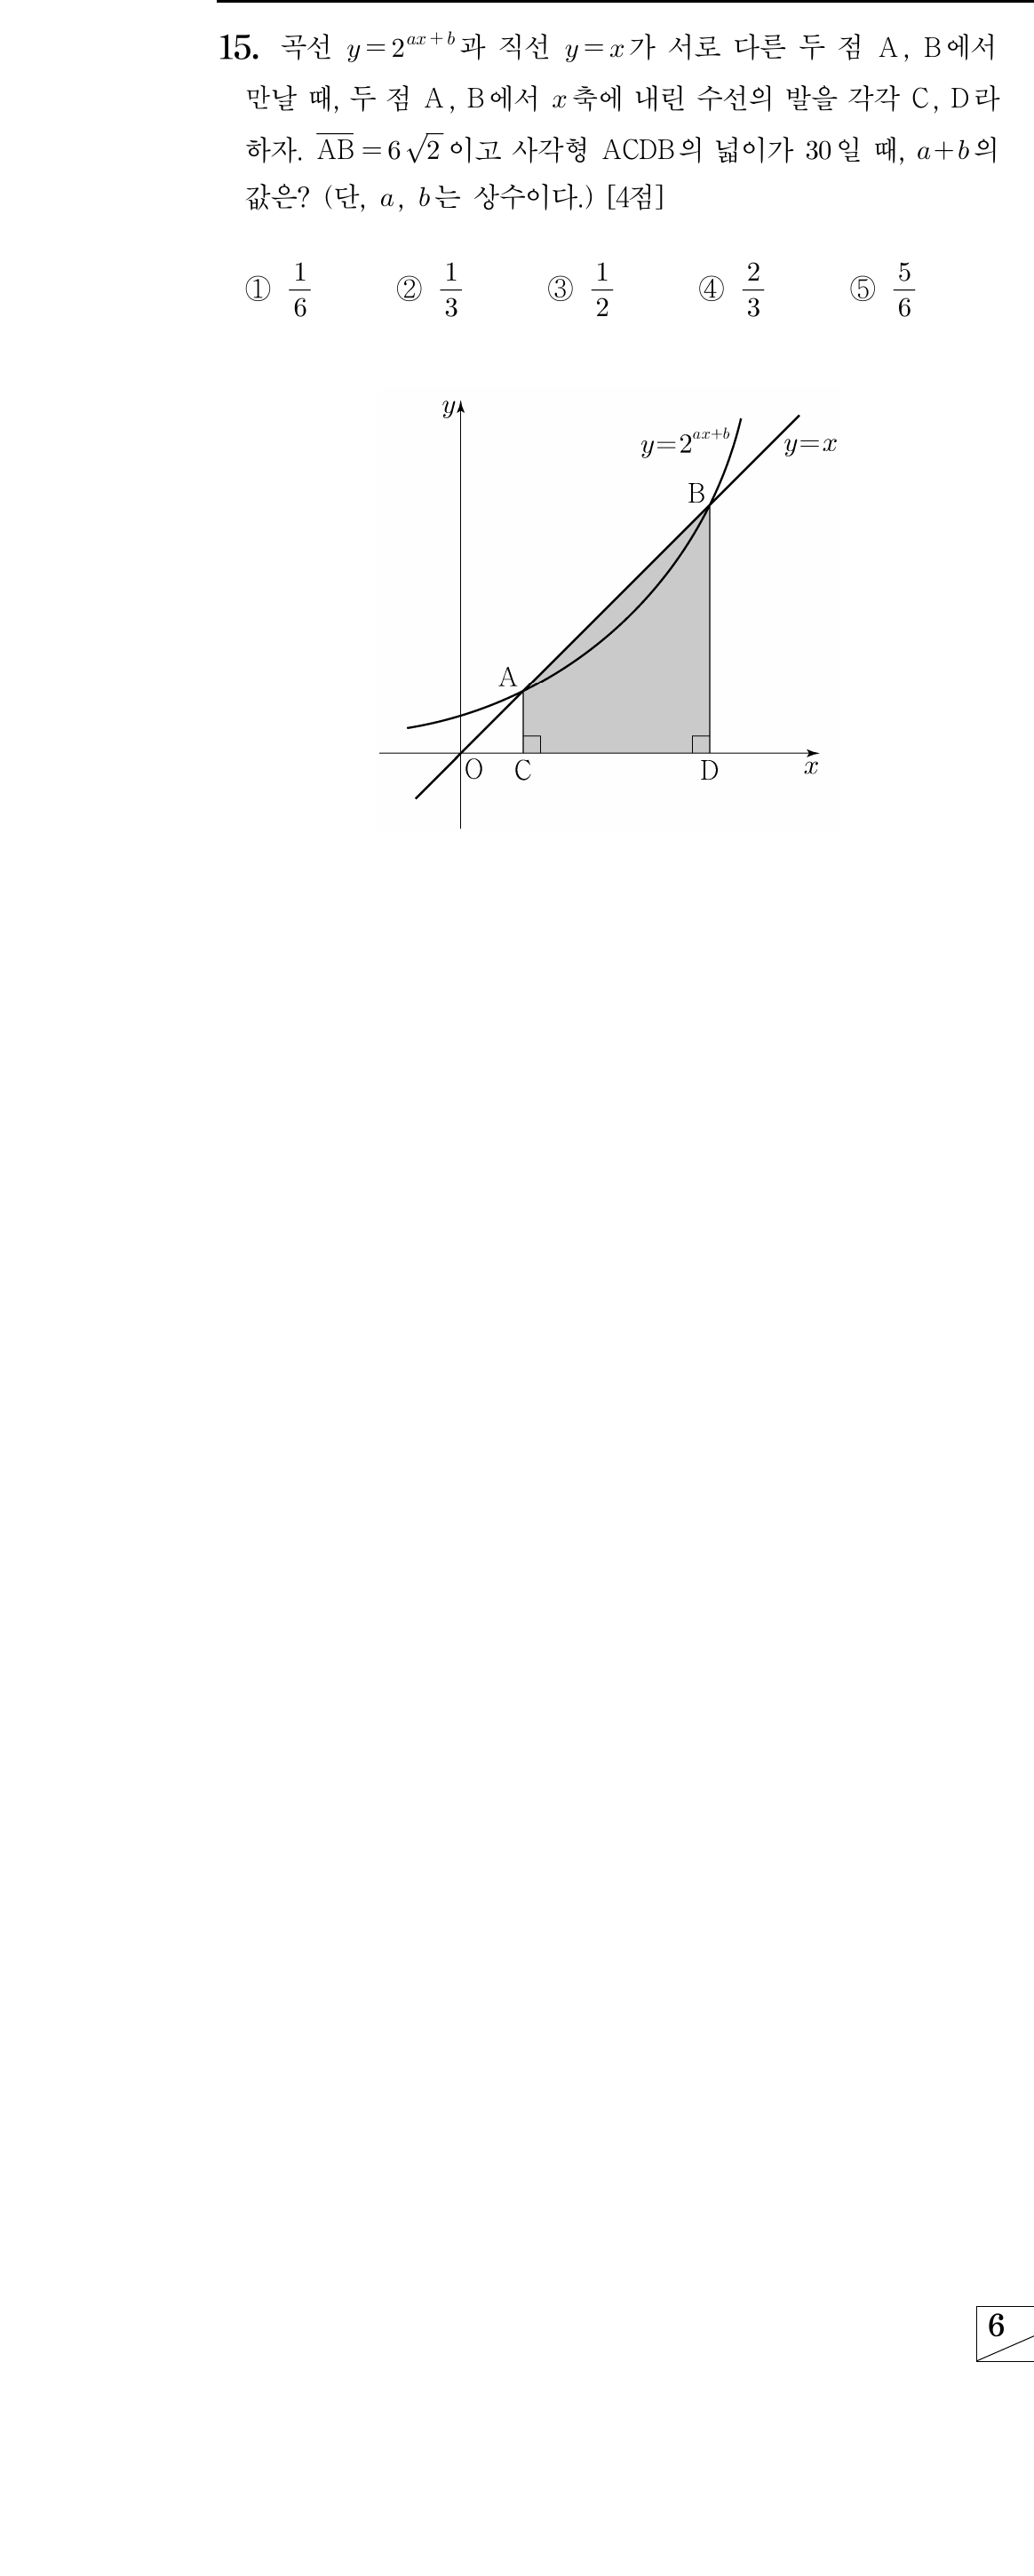 15. 곡선 $y=2^{ax+b}$과 직선 $y=x$가 서로 다른 두 점 A, B에서
만날 때, 두 점 A, B에서 $x$축에 내린 수선의 발을 각각 C, D라
하자. $\overline{AB}=6\sqrt{2}$이고 사각형 ACDB의 넓이가 30일 때, $a+b$의
값은? (단, $a$, $b$는 상수이다.) [4점]
① $\frac{1}{6}$ ② $\frac{1}{3}$ ③ $\frac{1}{2}$ ④ $\frac{2}{3}$ ⑤ $\frac{5}{6}$
y
$y=2^{ax+b}$
$y=x$
B
A
O C D x
6